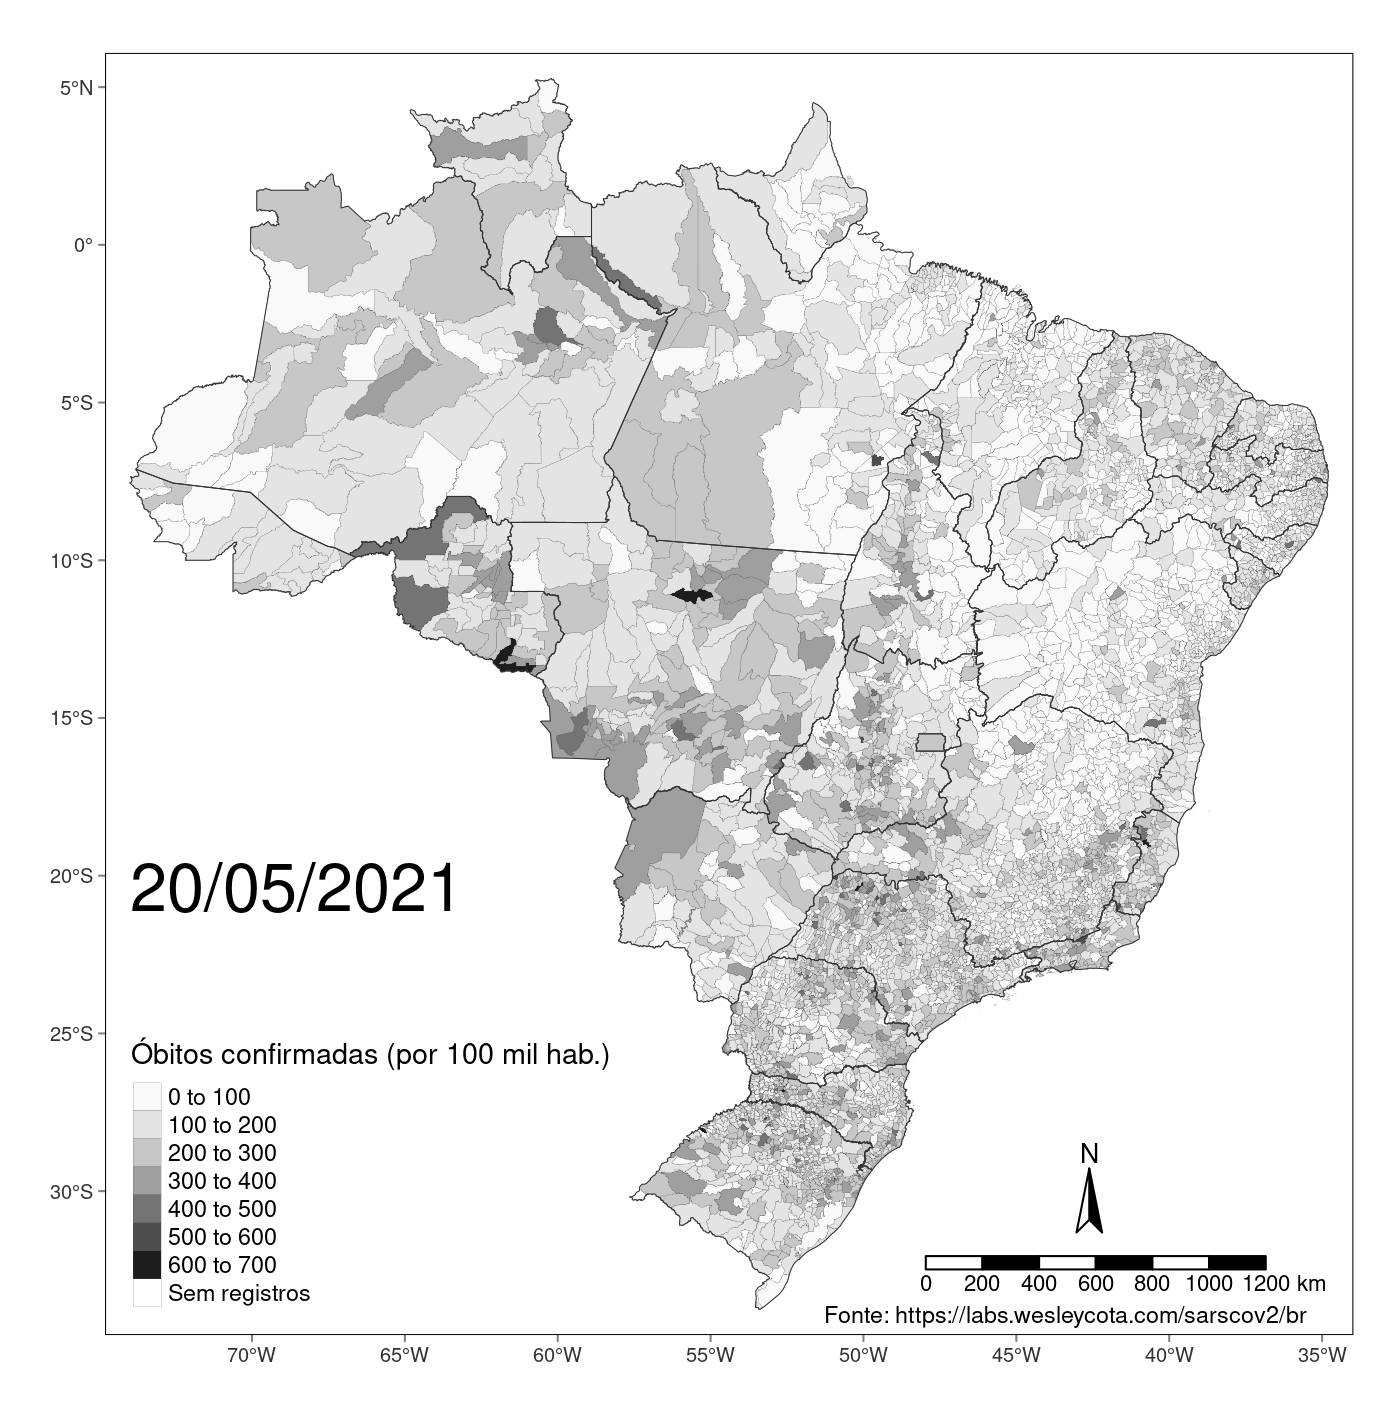 5°N
0°
5°S
10°S
15°S
20°S
25°S
30°S
20/05/2021
Óbitos confirmadas (por 100 mil hab.)
0 to 100
100 to 200
200 to 300
300 to 400
400 to 500
500 to 600
600 to 700
Sem registros
N
0 200 400 600 800 1000 1200 km
Fonte: https://labs.wesleycota.com/sarscov2/br
70°W 65°W 60°W 55°W 50°W 45°W 40°W 35°W